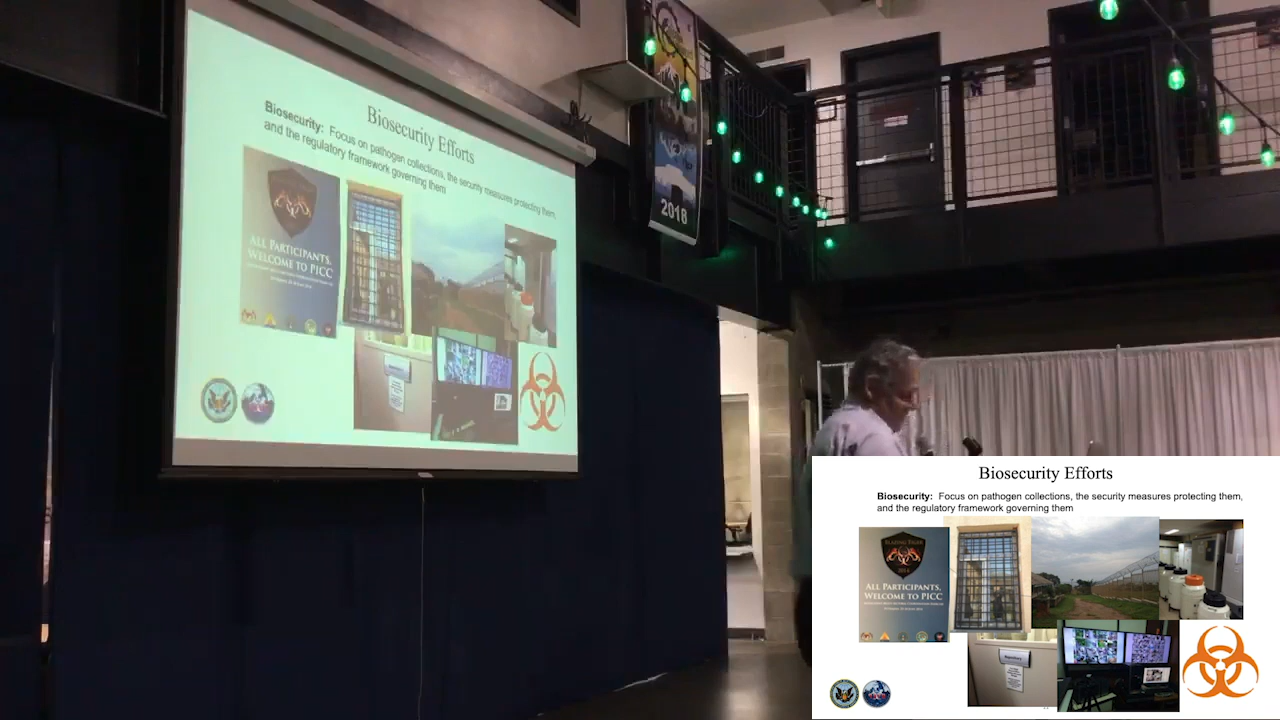 Biosecurity Efforts
Biosecurity: Focus on pathogen collections, the security measures protecting them,
and the regulatory framework governing them
ALL PARTICIPANTS,
WELCOME TO PICC
2018
Biosecurity Efforts
Biosecurity: Focus on pathogen collections, the security measures protecting them,
and the regulatory framework governing them
2014
ALL PARTICIPANTS,
WELCOME TO PICC